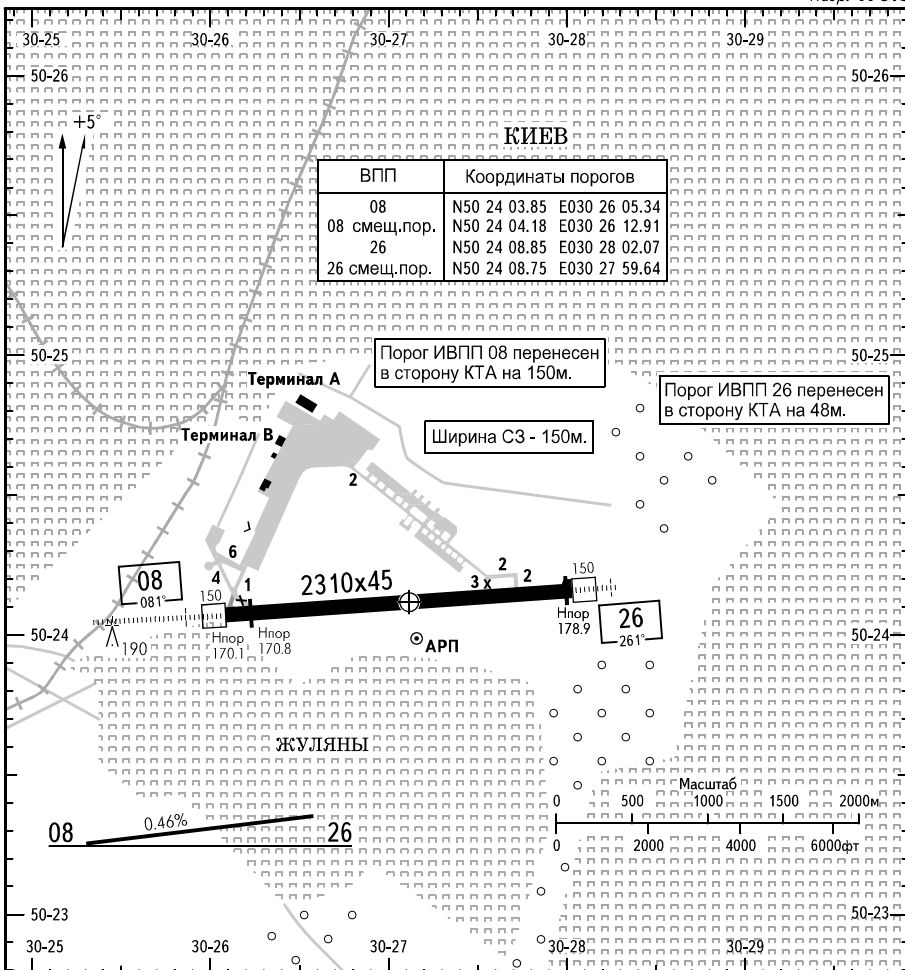 30-25 30-26 30-27 30-28 30-29
50-26 50-26
+5°
КИЕВ
ВПП Координаты порогов
08 N50 24 03.85 E030 26 05.34
08 смещ.пор. N50 24 04.18 E030 26 12.91
26 N50 24 08.85 E030 28 02.07
26 смещ.пор. N50 24 08.75 E030 27 59.64
50-25 50-25
Порог ИВПП 08 перенесен
в сторону КТА на 150м.
Терминал А
Порог ИВПП 26 перенесен
в сторону КТА на 48м.
Терминал В
Ширина СЗ - 150м.
2
6
2
4 1 2310x45 3 x 2 150
08
081°
150
Нпор
170.1
Нпор
170.8
Нпор
178.9
26
261°
50-24 50-24
190
АРП
ЖУЛЯНЫ
Масштаб
0 500 1000 1500 2000м
0 2000 4000 6000фт
08 0.46% 26
50-23 50-23
30-25 30-26 30-27 30-28 30-29